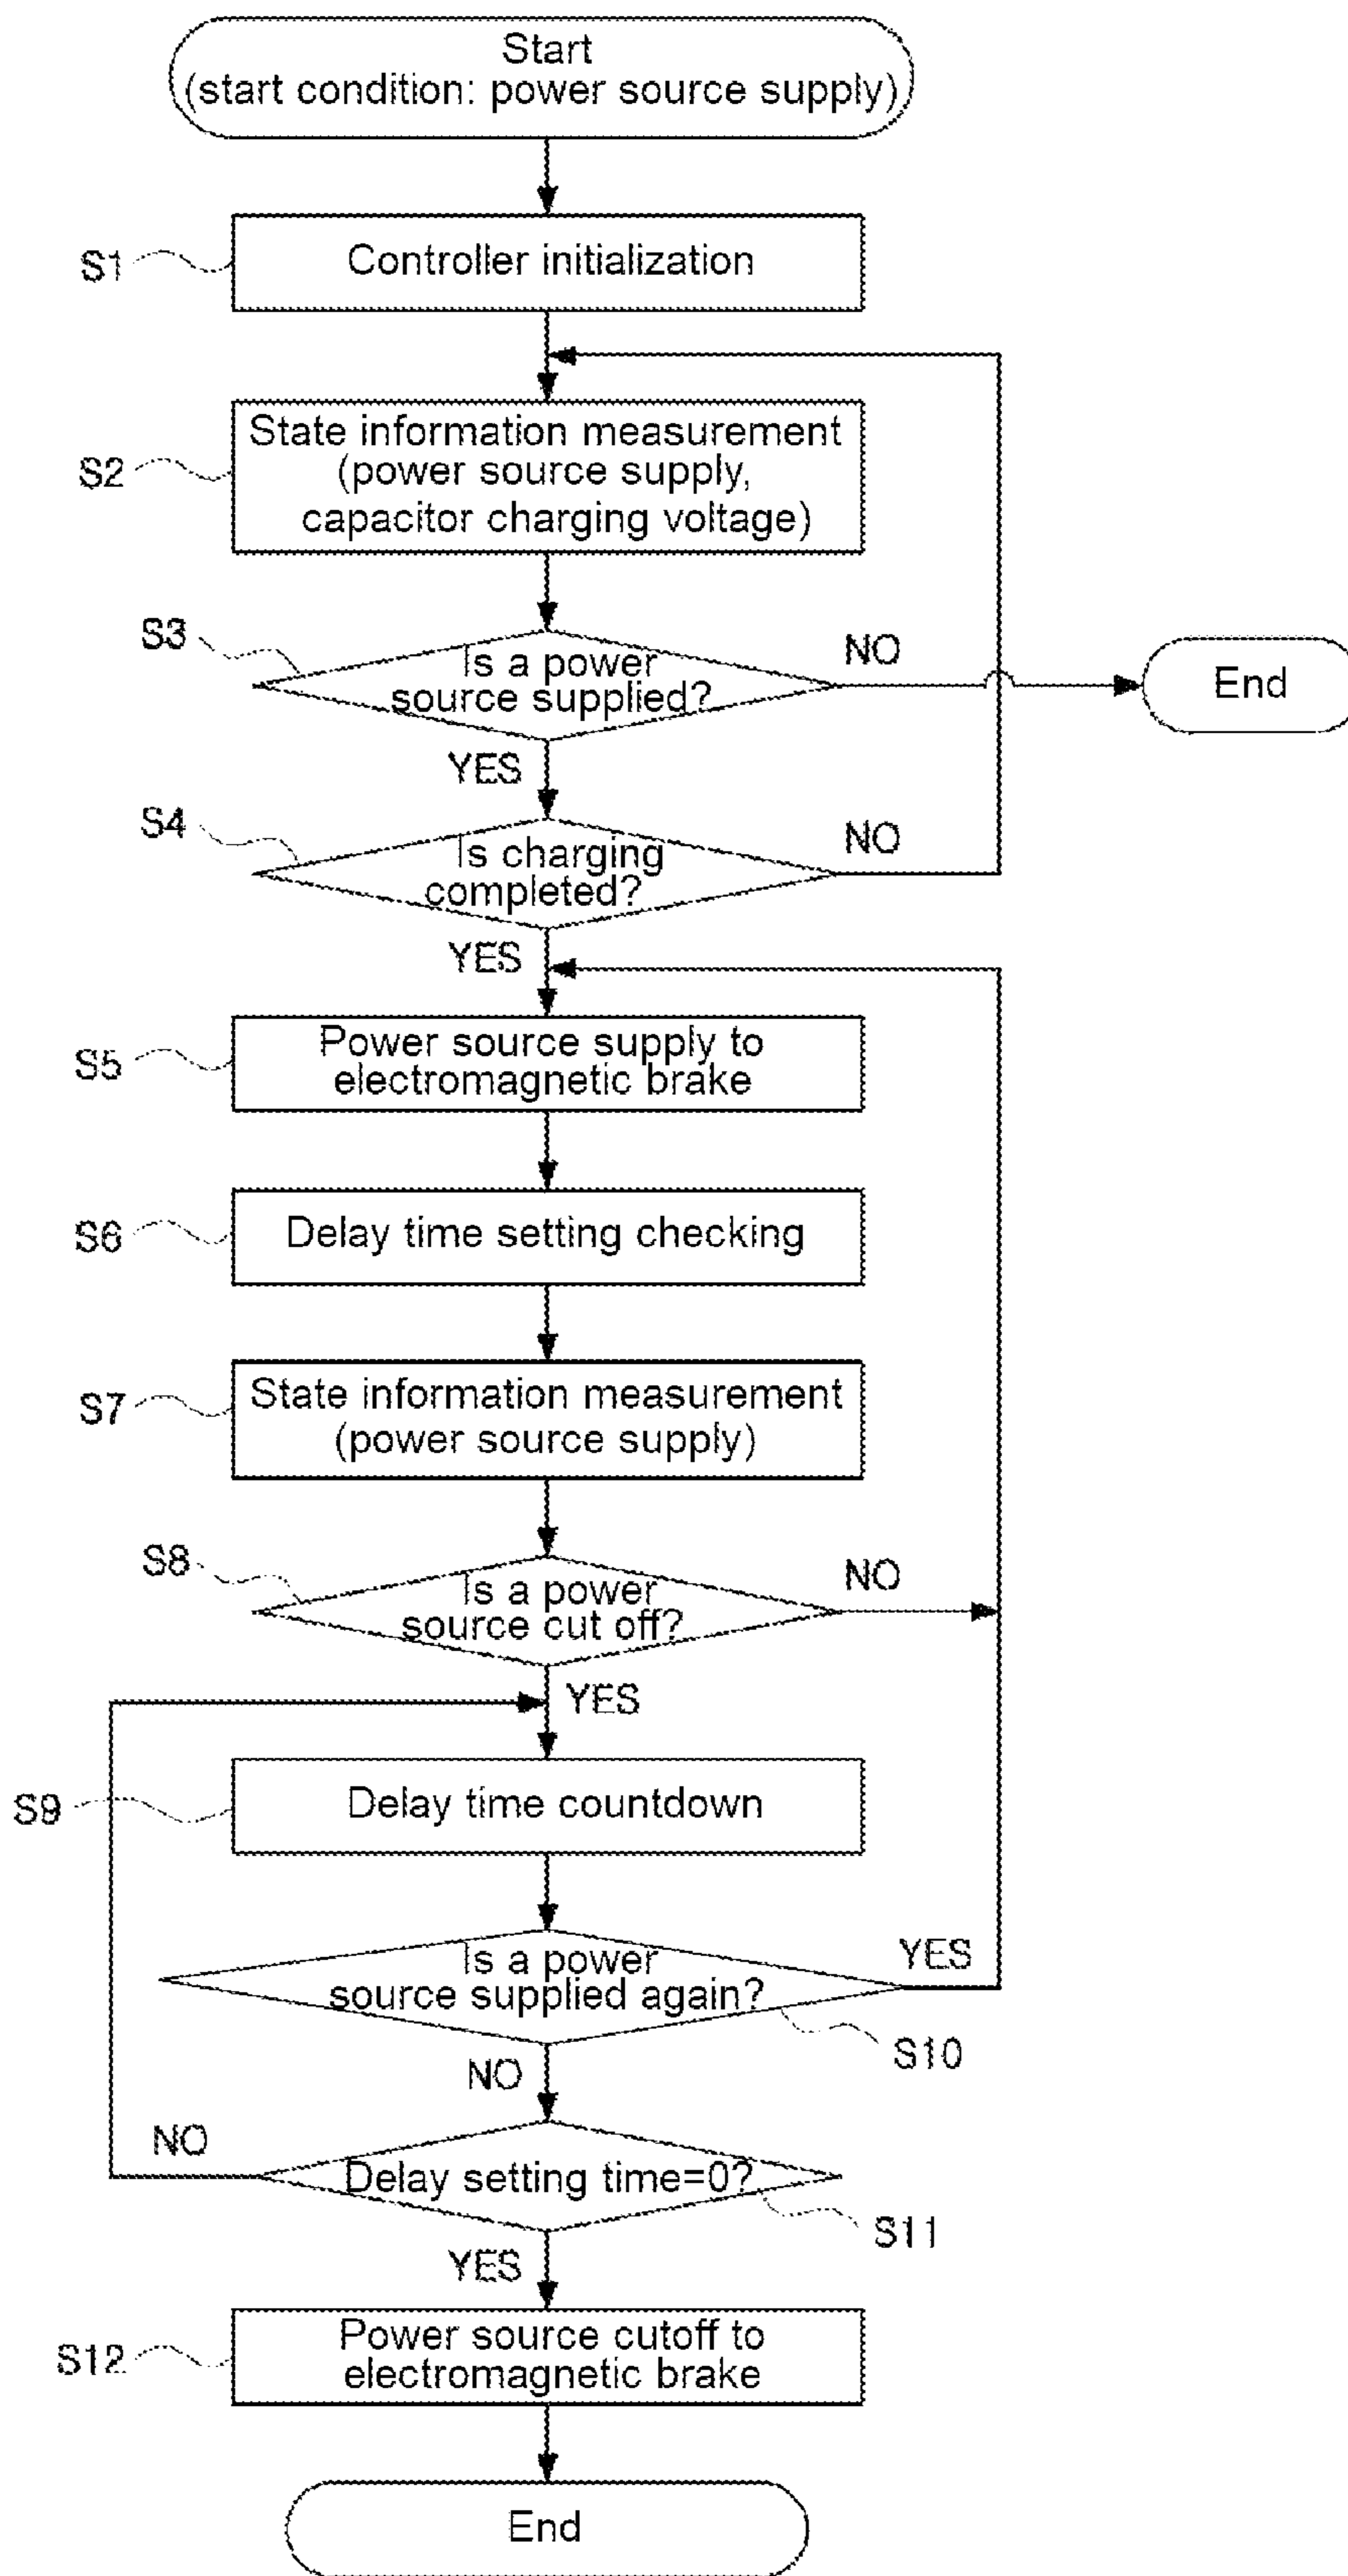 Start
(start condition: power source supply)
S1
Controller initialization
S2
State information measurement
(power source supply,
capacitor charging voltage)
S3
Is a power
source supplied?
NO
End
YES
S4
Is charging
completed?
NO
YES
S5
Power source supply to
electromagnetic brake
S6
Delay time setting checking
S7
State information measurement
(power source supply)
S8
Is a power
source cut off?
NO
YES
S9
Delay time countdown
Is a power
source supplied again?
YES
S10
NO
NO
Delay setting time=0?
S11
YES
S12
Power source cutoff to
electromagnetic brake
End